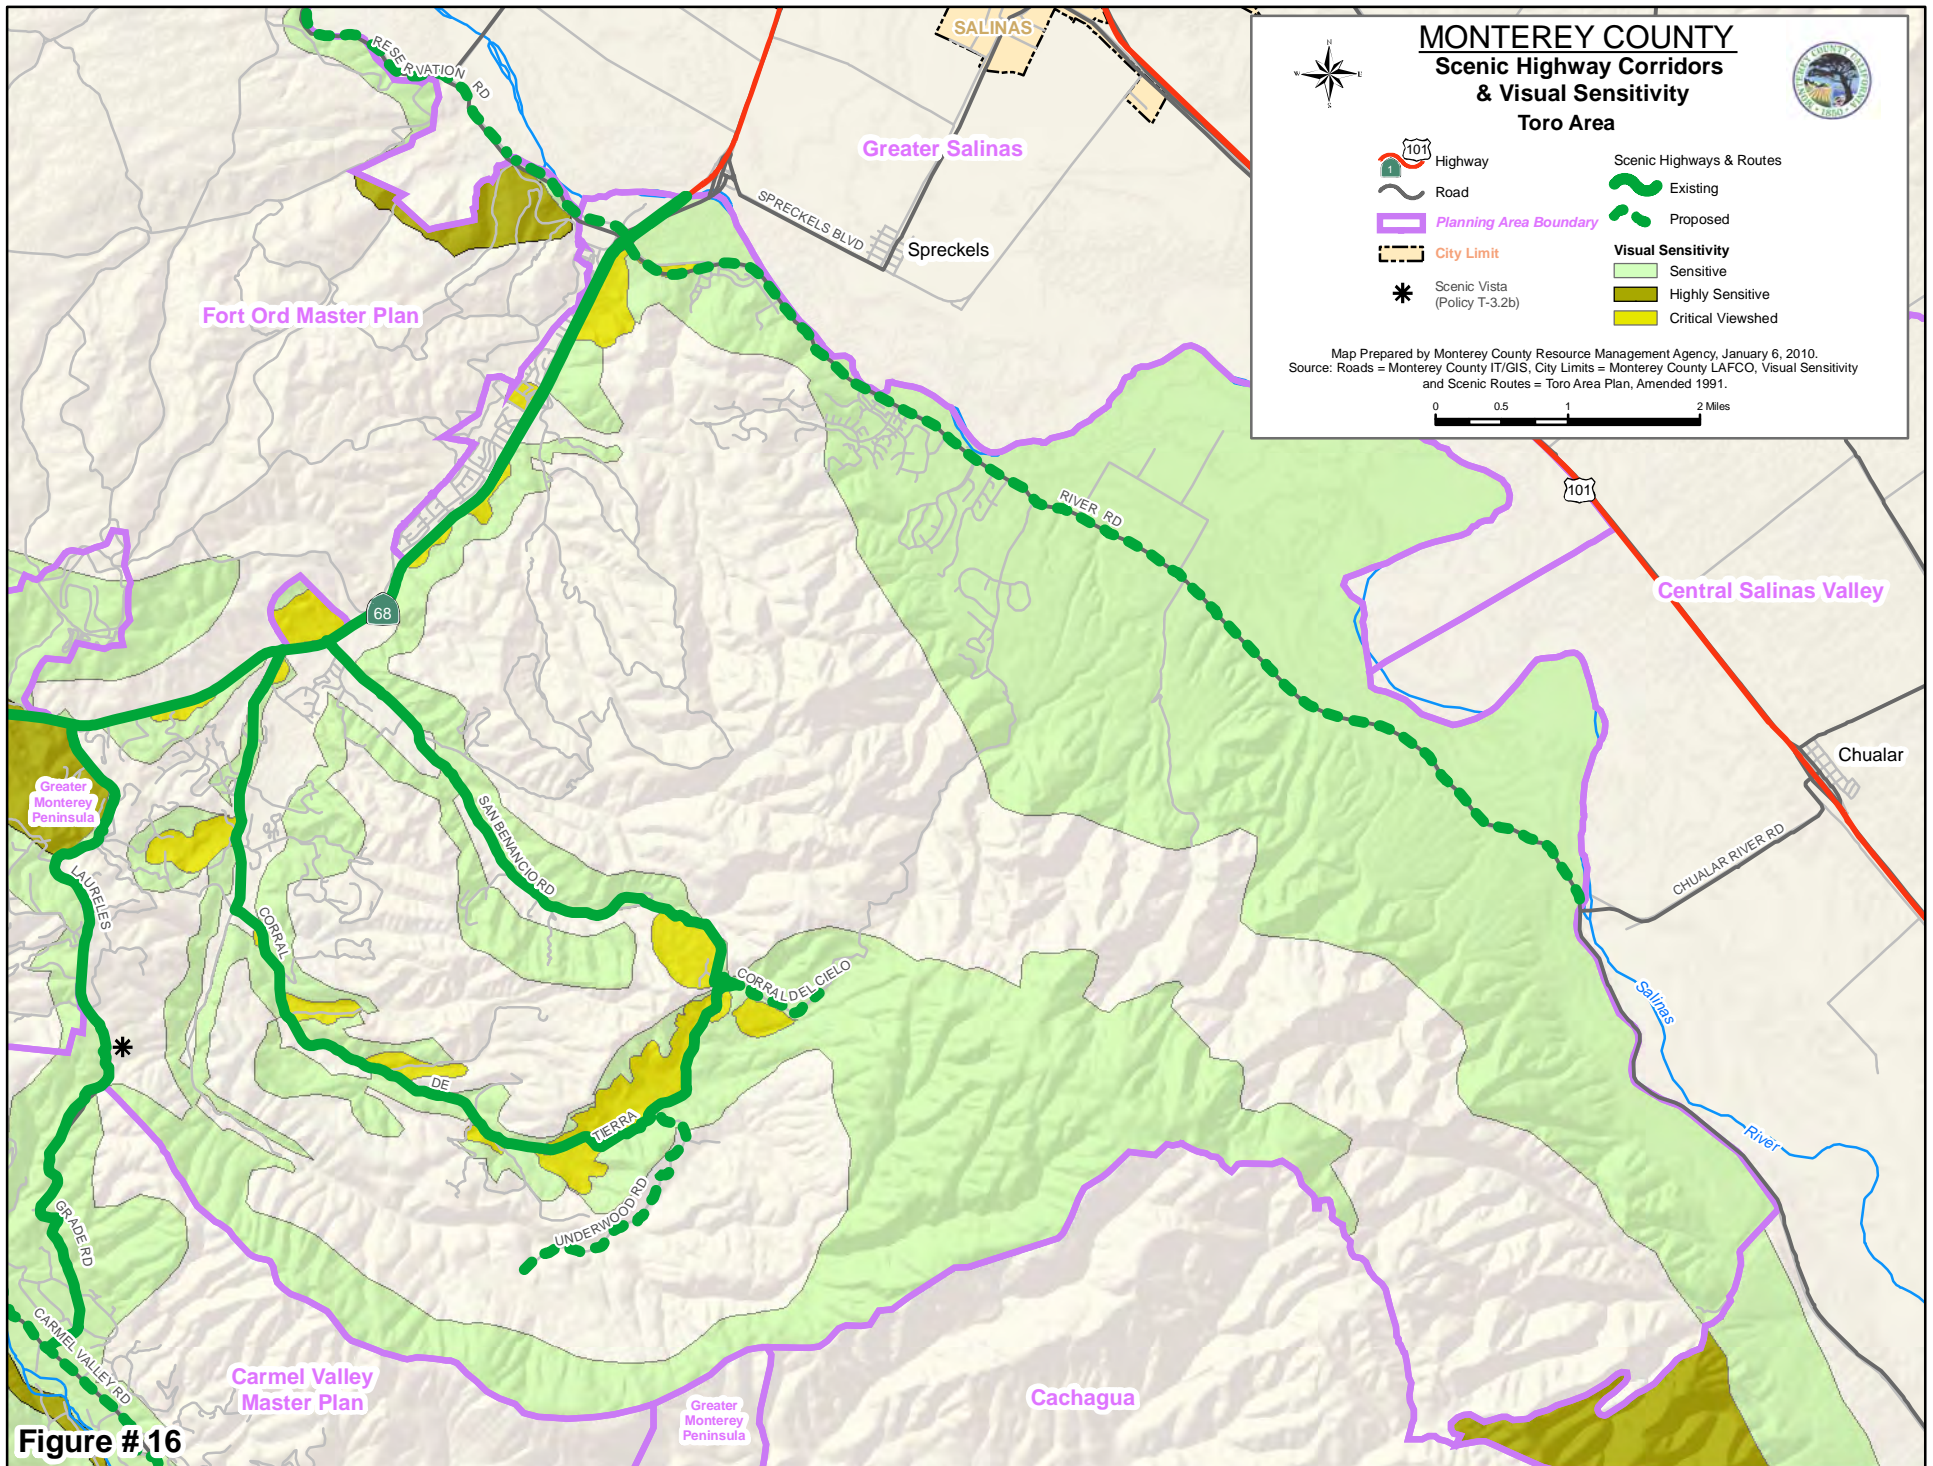 MONTEREY COUNTY
Scenic Highway Corridors
& Visual Sensitivity
Toro Area
N
W
E
S
MONTEREY COUNTY CALIFORNIA
1850
101
1
Highway
Road
Planning Area Boundary
City Limit
Scenic Vista
(Policy T-3.2b)
Scenic Highways & Routes
Existing
Proposed
Visual Sensitivity
Sensitive
Highly Sensitive
Critical Viewshed
Map Prepared by Monterey County Resource Management Agency, January 6, 2010.
Source: Roads = Monterey County IT/GIS, City Limits = Monterey County LAFCO, Visual Sensitivity
and Scenic Routes = Toro Area Plan, Amended 1991.
0 0.5 1 2 Miles
SALINAS
RESERVATION RD
Greater Salinas
SPRECKELS BLVD
Spreckels
Fort Ord Master Plan
RIVER RD
101
Central Salinas Valley
68
Chualar
Greater
Monterey
Peninsula
SAN BENANCIO RD
CHUALAR RIVER RD
LAURELES
CORRAL
CORRAL DEL CIELO
Salinas
DE
TIERRA
River
UNDERWOOD RD
GRADE RD
CARMEL VALLEY RD
Carmel Valley
Master Plan
Greater
Monterey
Peninsula
Cachagua
Figure # 16